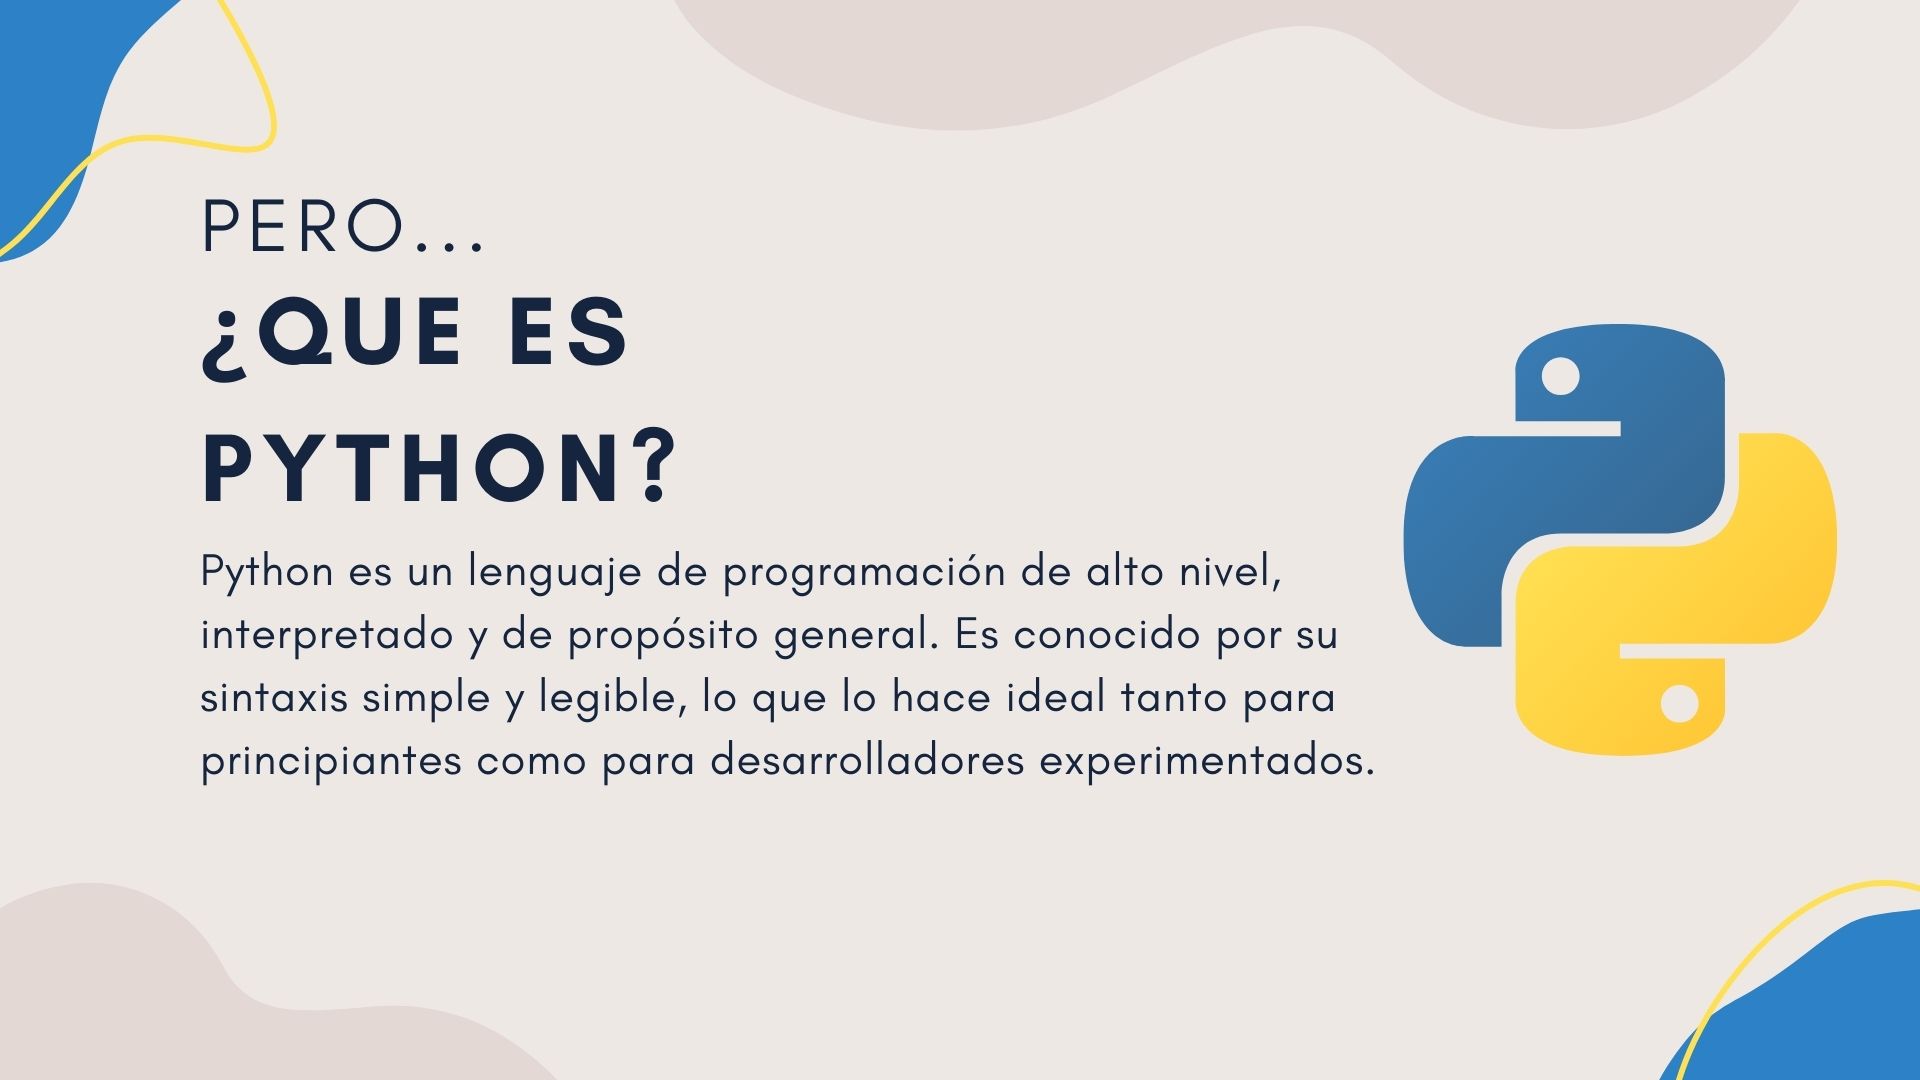 PERO...
¿QUE ES
PYTHON?
Python es un lenguaje de programación de alto nivel,
interpretado y de propósito general. Es conocido por su
sintaxis simple y legible, lo que lo hace ideal tanto para
principiantes como para desarrolladores experimentados.